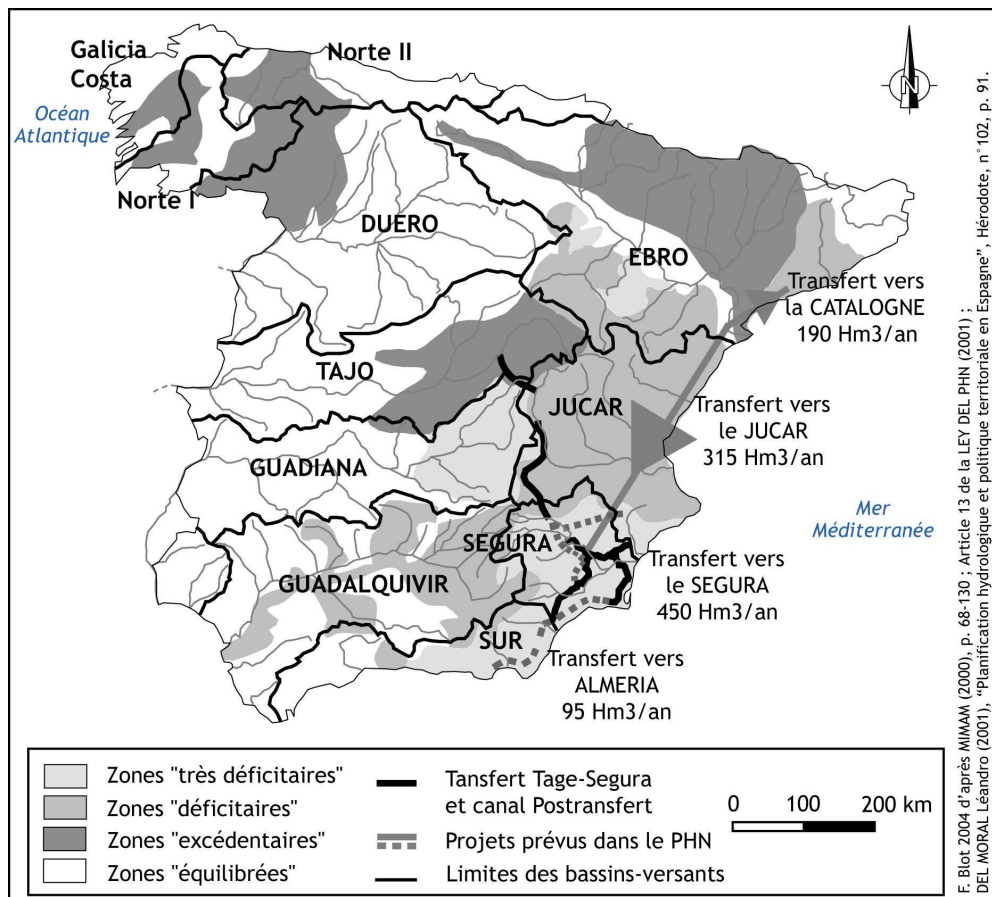 Galicia
Costa
Norte II
N
Océan
Atlantique
Norte I
DUERO
EBRO
Transfert vers
la CATALOGNE
190 Hm3/an
TAJO
JUCAR
Transfert vers
le JUCAR
315 Hm3/an
GUADIANA
Mer
Méditerranée
SEGURA
Transfert vers
le SEGURA
450 Hm3/an
GUADALQUIVIR
SUR
Transfert vers
ALMERIA
95 Hm3/an
Zones "très déficitaires"
Zones "déficitaires"
Zones "excédentaires"
Zones "équilibrées"
Tansfert Tage-Segura
et canal Postransfert
Projets prévus dans le PHN
Limites des bassins-versants
0 100 200 km
F. Blot 20004 d'après MIMAM (2000), p. 68-130 ; Article 13 de la LEY DEL PHN (2001) ;
DEL MORAL Léandro (2001), "Planification hydrologique et politique territoriale en Espagne", Hérodote, n°102, p. 91.